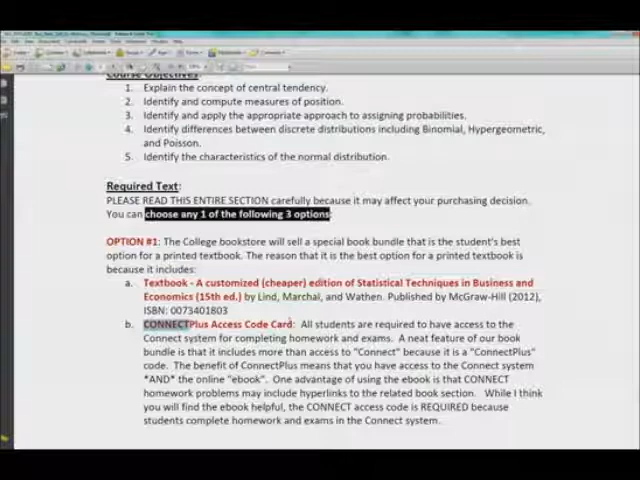 Course Objectives:
1. Explain the concept of central tendency.
2. Identify and compute measures of position.
3. Identify and apply the appropriate approach to assigning probabilities.
4. Identify differences between discrete distributions including Binomial, Hypergeometric,
and Poisson.
5. Identify the characteristics of the normal distribution.
Required Text:
PLEASE READ THIS ENTIRE SECTION carefully because it may affect your purchasing decision.
You can choose any 1 of the following 3 options
OPTION #1: The College bookstore will sell a special book bundle that is the student's best
option for a printed textbook. The reason that it is the best option for a printed textbook is
because it includes:
a. Textbook - A customized (cheaper) edition of Statistical Techniques in Business and
Economics (15th ed.) by Lind, Marchal, and Wathen. Published by McGraw-Hill (2012),
ISBN: 0073401803
b. CONNECTPlus Access Code Card: All students are required to have access to the
Connect system for completing homework and exams. A neat feature of our book
bundle is that it includes more than access to "Connect" because it is a "ConnectPlus"
code. The benefit of ConnectPlus means that you have access to the Connect system
*AND* the online "ebook". One advantage of using the ebook is that CONNECT
homework problems may include hyperlinks to the related book section. While I think
you will find the ebook helpful, the CONNECT access code is REQUIRED because
students complete homework and exams in the Connect system.